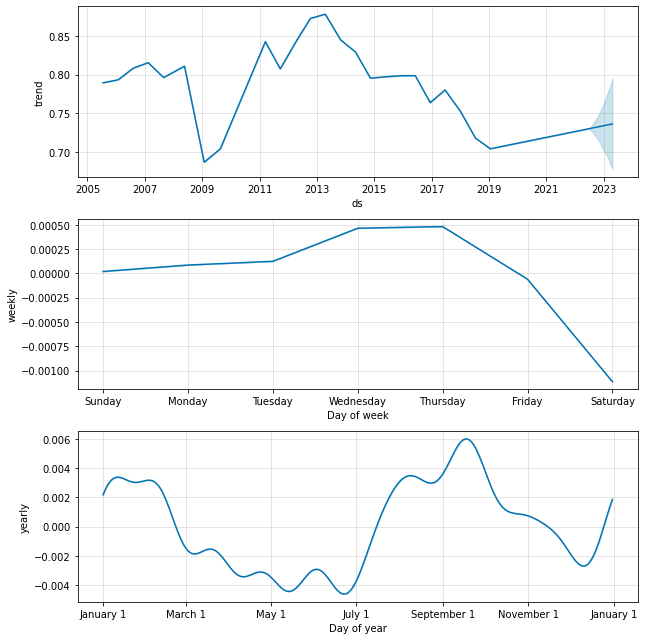 0.85
0.80
0.75
0.70
trend
2005 2007 2009 2011 2013 2015 2017 2019 2021 2023
ds
0.00050
0.00025
0.00000
−0.00025
−0.00050
−0.00075
−0.00100
weekly
Sunday Monday Tuesday Wednesday Thursday Friday Saturday
Day of week
0.006
0.004
0.002
0.000
−0.002
−0.004
yearly
January 1 March 1 May 1 July 1 September 1 November 1 January 1
Day of year